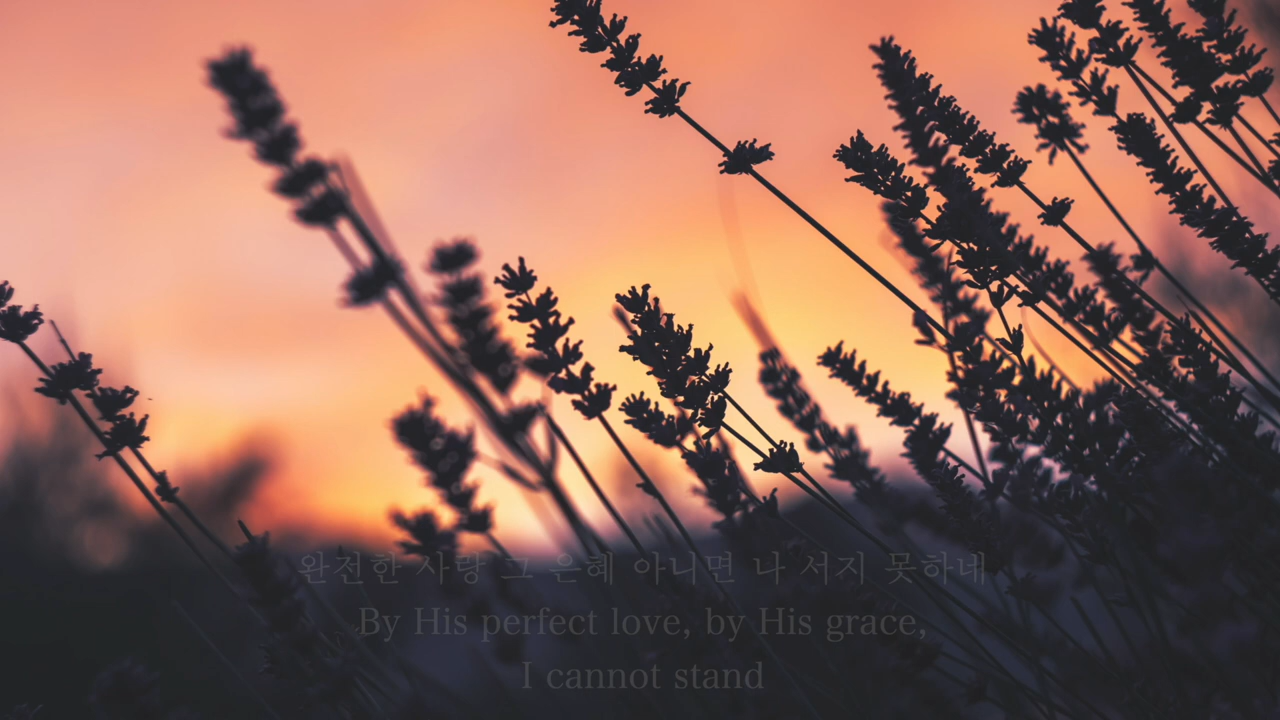 완전한 사랑 그 은혜 아니면 나 서지 못하네
By His perfect love, by His grace,
I cannot stand